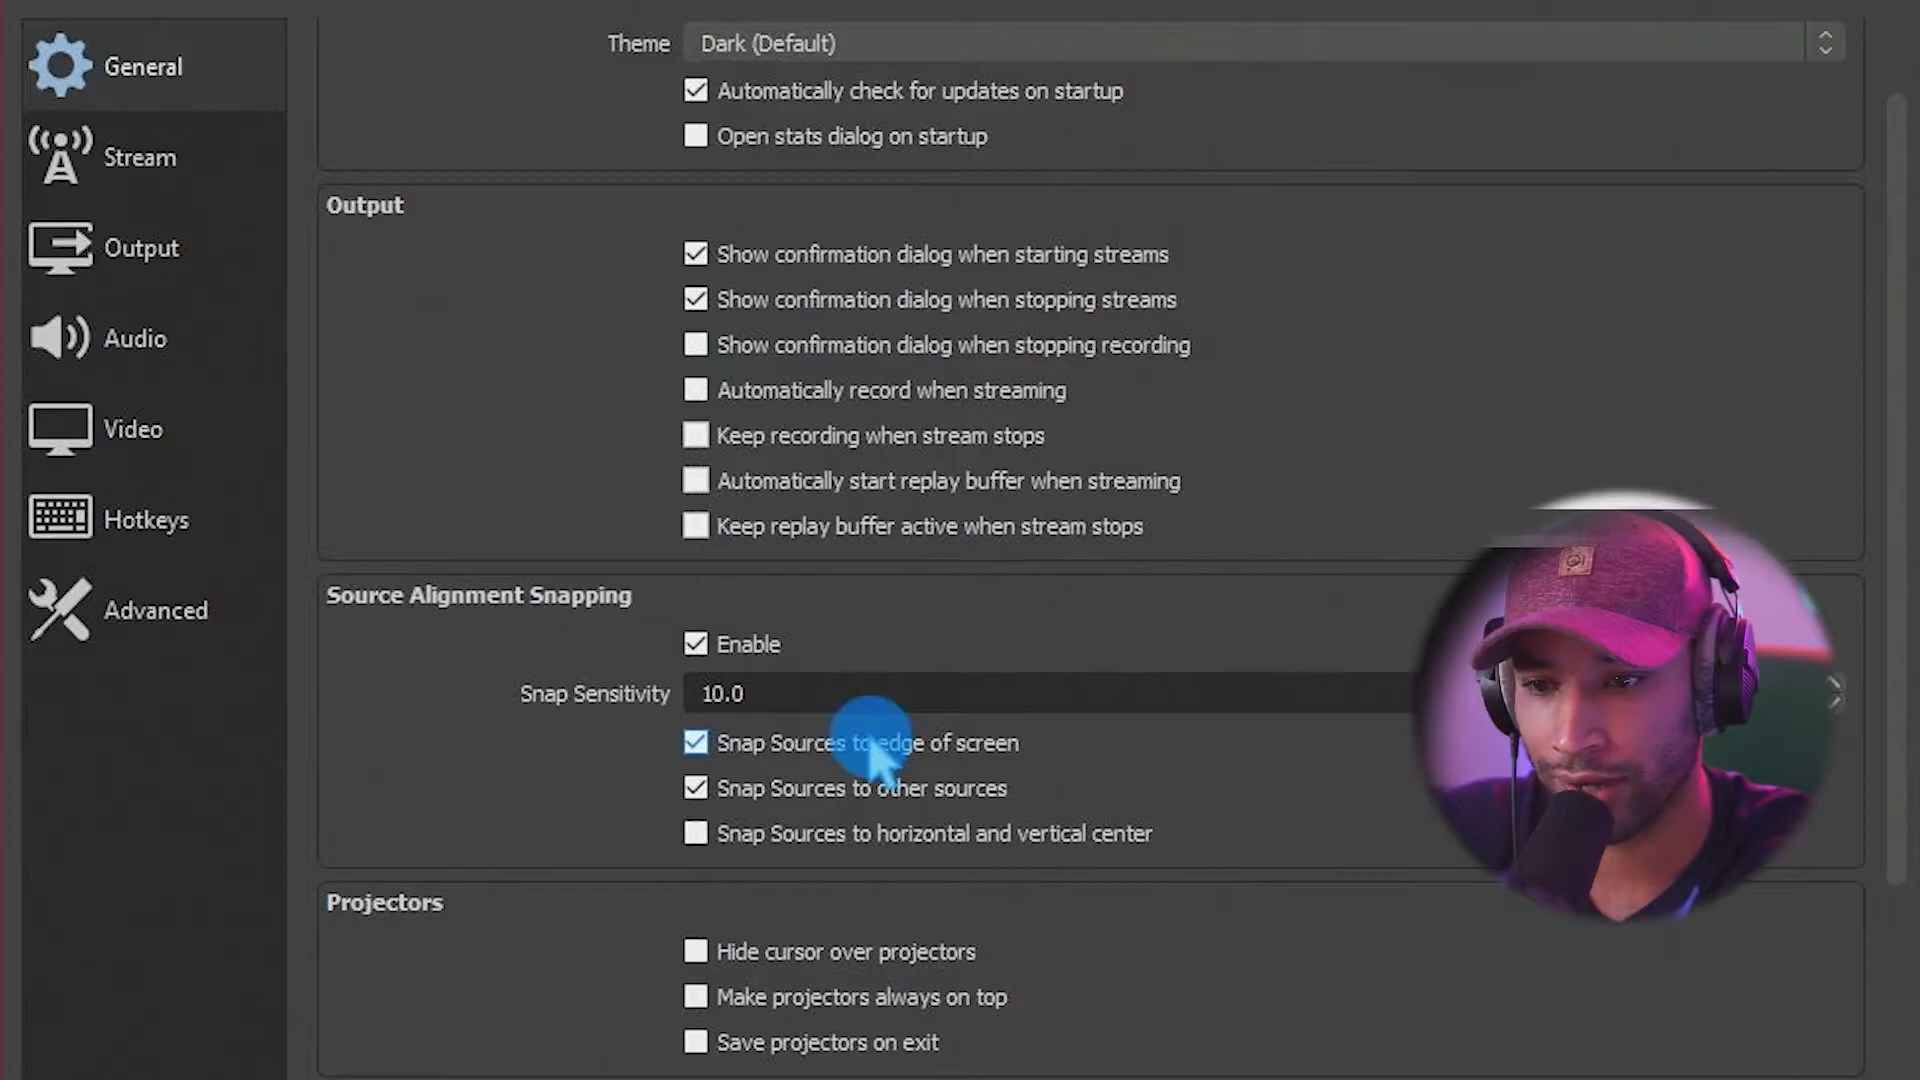 General
Stream
Output
Audio
Video
Hotkeys
Advanced
Theme Dark (Default)
Automatically check for updates on startup
Open stats dialog on startup
Output
Show confirmation dialog when starting streams
Show confirmation dialog when stopping streams
Show confirmation dialog when stopping recording
Automatically record when streaming
Keep recording when stream stops
Automatically start replay buffer when streaming
Keep replay buffer active when stream stops
Source Alignment Snapping
Enable
Snap Sensitivity 10.0
Snap Sources to edge of screen
Snap Sources to other sources
Snap Sources to horizontal and vertical center
Projectors
Hide cursor over projectors
Make projectors always on top
Save projectors on exit